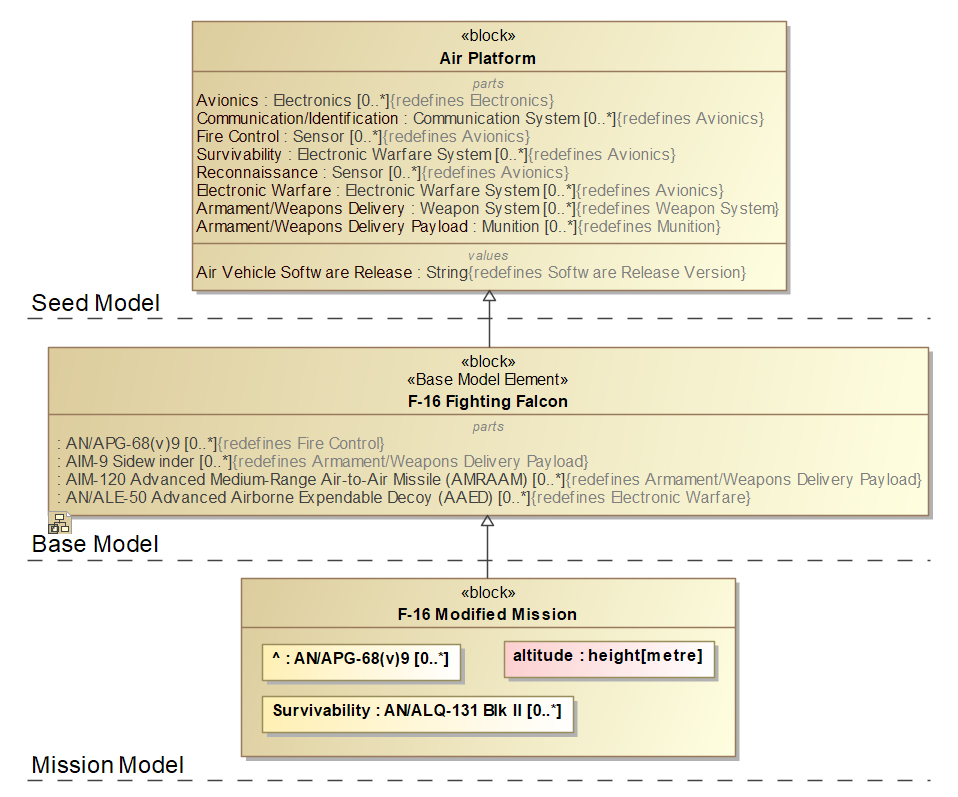 «block»
Air Platform
parts
Avionics : Electronics [0..*]{redefines Electronics}
Communication/Identification : Communication System [0..*]{redefines Avionics}
Fire Control : Sensor [0..*]{redefines Avionics}
Survivability : Electronic Warfare System [0..*]{redefines Avionics}
Reconnaissance : Sensor [0..*]{redefines Avionics}
Electronic Warfare : Electronic Warfare System [0..*]{redefines Avionics}
Armament/Weapons Delivery : Weapon System [0..*]{redefines Weapon System}
Armament/Weapons Delivery Payload : Munition [0..*]{redefines Munition}
values
Air Vehicle Software Release : String{redefines Software Release Version}
Seed Model
«block»
«Base Model Element»
F-16 Fighting Falcon
parts
: AN/APG-68(v)9 [0..*]{redefines Fire Control}
: AIM-9 Sidewinder [0..*]{redefines Armament/Weapons Delivery Payload}
: AIM-120 Advanced Medium-Range Air-to-Air Missile (AMRAAM) [0..*]{redefines Armament/Weapons Delivery Payload}
: AN/ALE-50 Advanced Airborne Expendable Decoy (AAED) [0..*]{redefines Electronic Warfare}
Base Model
«block»
F-16 Modified Mission
^ : AN/APG-68(v)9 [0..*]
altitude : height[metre]
Survivability : AN/ALQ-131 Blk II [0..*]
Mission Model